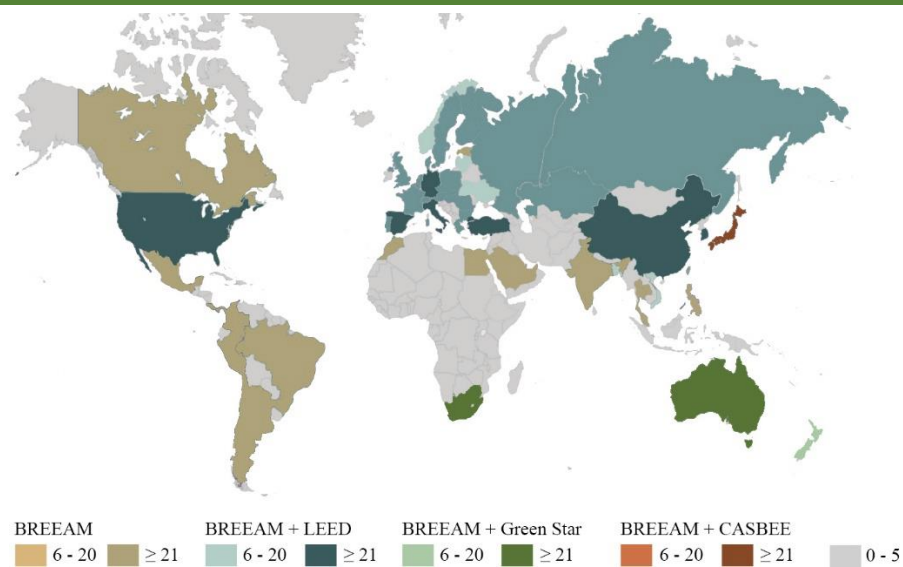 BREEAM BREEAM + LEED BREEAM + Green Star BREEAM + CASBEE
6 - 20 ≥ 21 6 - 20 ≥ 21 6 - 20 ≥ 21 6 - 20 ≥ 21 0 - 5